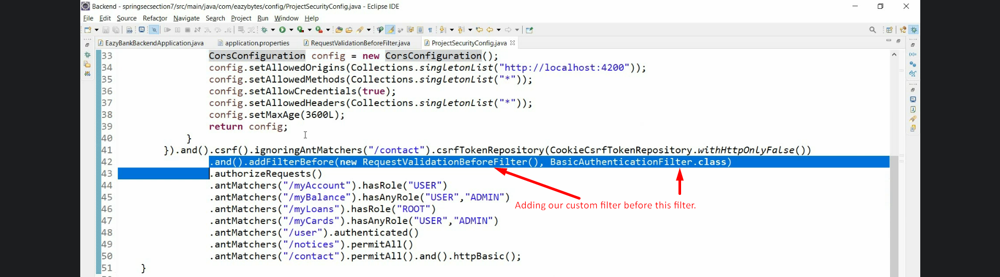 Backend - springsecsection7/src/main/java/com/eazybytes/config/ProjectSecurityConfig.java - Eclipse IDE
File Edit Source Refactor Navigate Search Project Run Window Help
EazyBankBackendApplication.java application.properties RequestValidationBeforeFilter.java ProjectSecurityConfig.java
33 CorsConfiguration config = new CorsConfiguration();
34 config.setAllowedOrigins(Collections.singletonList("http://localhost:4200"));
35 config.setAllowedMethods(Collections.singletonList("*"));
36 config.setAllowCredentials(true);
37 config.setAllowedHeaders(Collections.singletonList("*"));
38 config.setMaxAge(3600L);
39 return config;
40 }
41 }).and().csrf().ignoringAntMatchers("/contact").csrfTokenRepository(CookieCsrfTokenRepository.withHttpOnlyFalse())
42 .and().addFilterBefore(new RequestValidationBeforeFilter(), BasicAuthenticationFilter.class)
43 .authorizeRequests()
44 .antMatchers("/myAccount").hasRole("USER")
45 .antMatchers("/myBalance").hasAnyRole("USER","ADMIN")
Adding our custom filter before this filter.
46 .antMatchers("/myLoans").hasRole("ROOT")
47 .antMatchers("/myCards").hasAnyRole("USER","ADMIN")
48 .antMatchers("/user").authenticated()
49 .antMatchers("/notices").permitAll()
50 .antMatchers("/contact").permitAll().and().httpBasic();
51 }